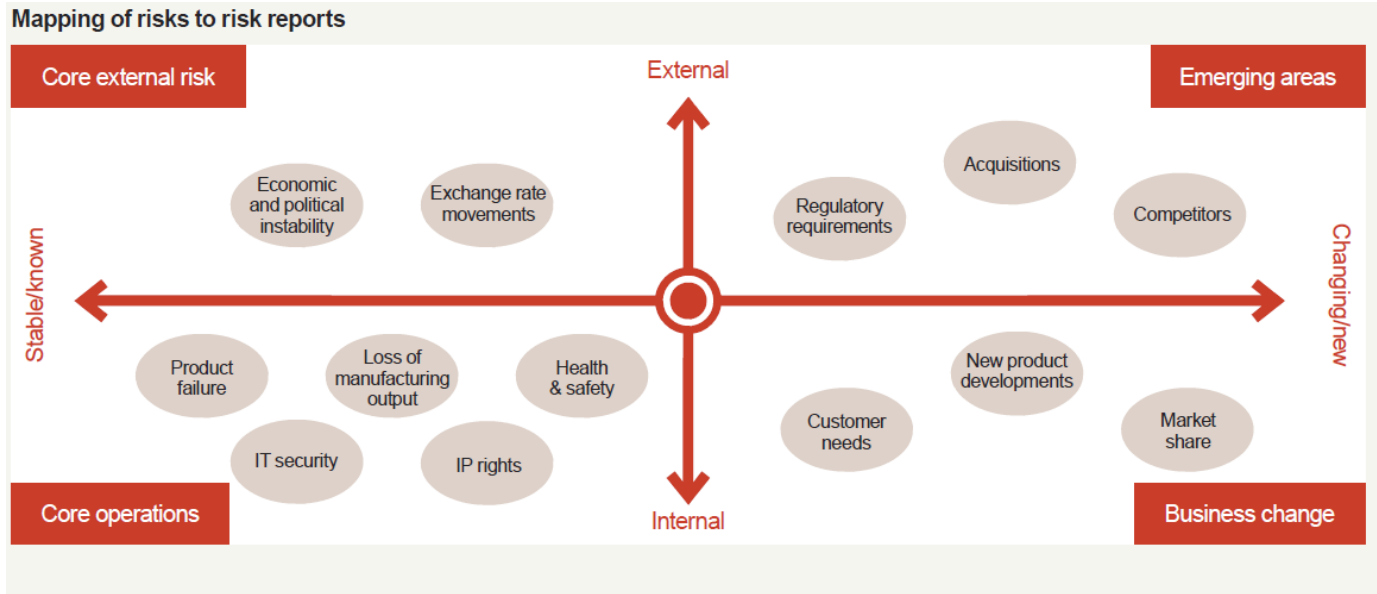 Mapping of risks to risk reports
Core external risk
External
Emerging areas
Economic
and political
instability
Exchange rate
movements
Regulatory
requirements
Acquisitions
Competitors
Stable/known
Changing/new
Product
failure
Loss of
manufacturing
output
Health
& safety
IT security
IP rights
Customer
needs
New product
developments
Market
share
Core operations
Internal
Business change